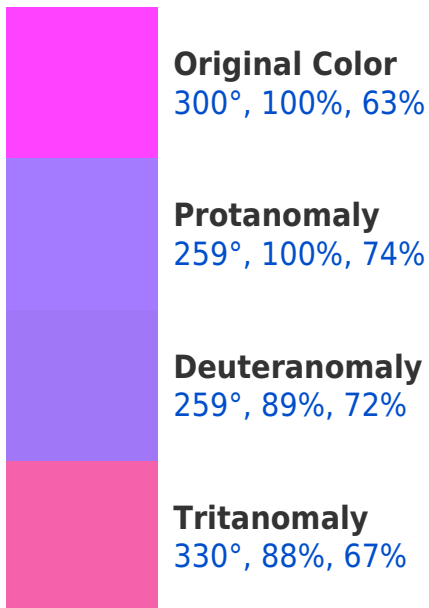 Original Color
300°, 100%, 63%
Protanomaly
259°, 100%, 74%
Deuteranomaly
259°, 89%, 72%
Tritanomaly
330°, 88%, 67%